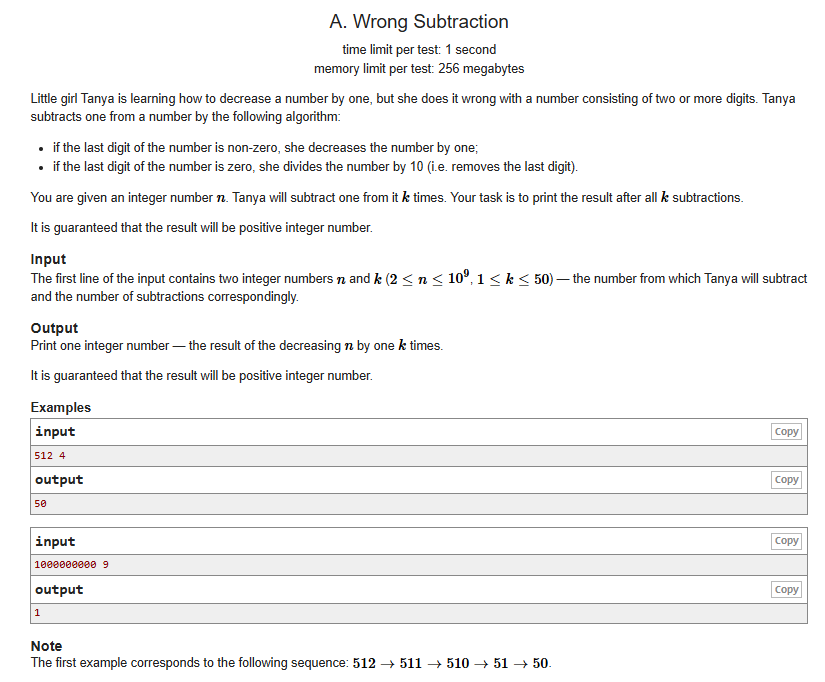 A. Wrong Subtraction
time limit per test: 1 second
memory limit per test: 256 megabytes
Little girl Tanya is learning how to decrease a number by one, but she does it wrong with a number consisting of two or more digits. Tanya
subtracts one from a number by the following algorithm:
• if the last digit of the number is non-zero, she decreases the number by one;
• if the last digit of the number is zero, she divides the number by 10 (i.e. removes the last digit).
You are given an integer number n. Tanya will subtract one from it k times. Your task is to print the result after all k subtractions.
It is guaranteed that the result will be positive integer number.
Input
The first line of the input contains two integer numbers n and k (2 ≤ n ≤ 10⁹, 1 ≤ k ≤ 50) — the number from which Tanya will subtract
and the number of subtractions correspondingly.
Output
Print one integer number — the result of the decreasing n by one k times.
It is guaranteed that the result will be positive integer number.
Examples
input Copy
512 4
output Copy
50
input Copy
1000000000 9
output Copy
1
Note
The first example corresponds to the following sequence: 512 → 511 → 510 → 51 → 50.